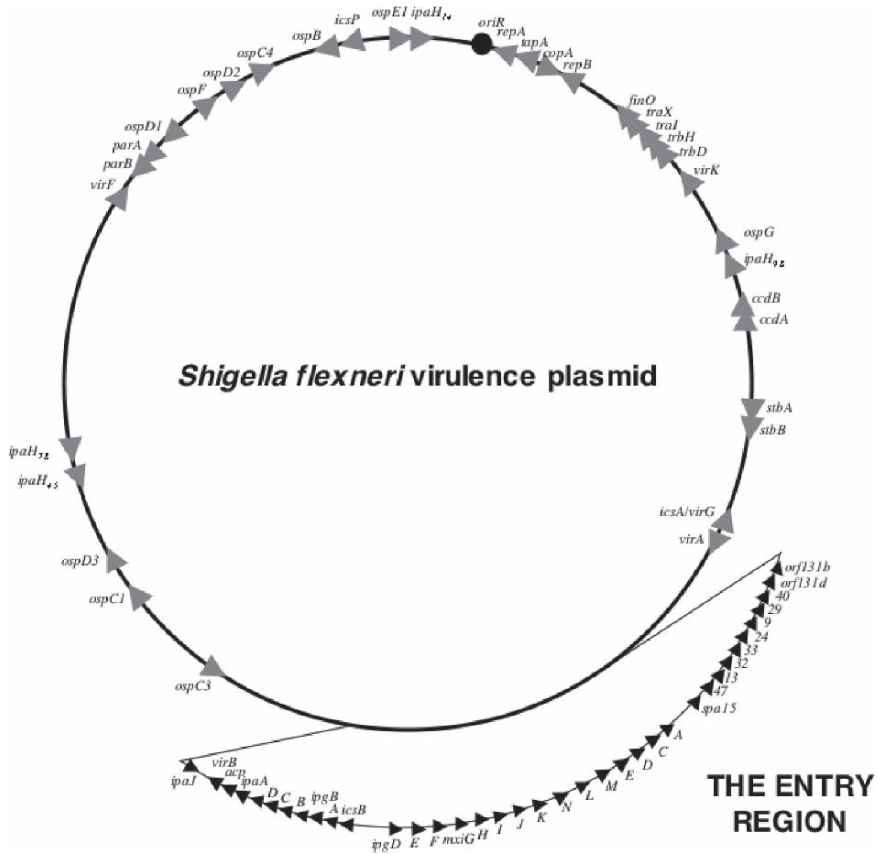 ospB
icsP
ospE1
ipaH₇.₄
oriR
repA
tapA
copA
repB
finO
traX
traI
trbH
trbD
virK
ospG
ipaH₉.₈
ccdB
ccdA
stbA
stbB
icsA/virG
virA
ospC4
ospD2
ospF
ospD1
parA
parB
virF
Shigella flexneri virulence plasmid
ipaH₇.₈
ipaH₄.₅
ospD3
ospC1
ospC3
orf131b
orf131d
40
29
9
24
33
32
13
47
spa15
A
C
D
E
M
L
N
K
J
I
H
mxiG
F
E
ipgD
icsB
A
ipgB
B
C
D
ipaA
acp
virB
ipaJ
THE ENTRY
REGION